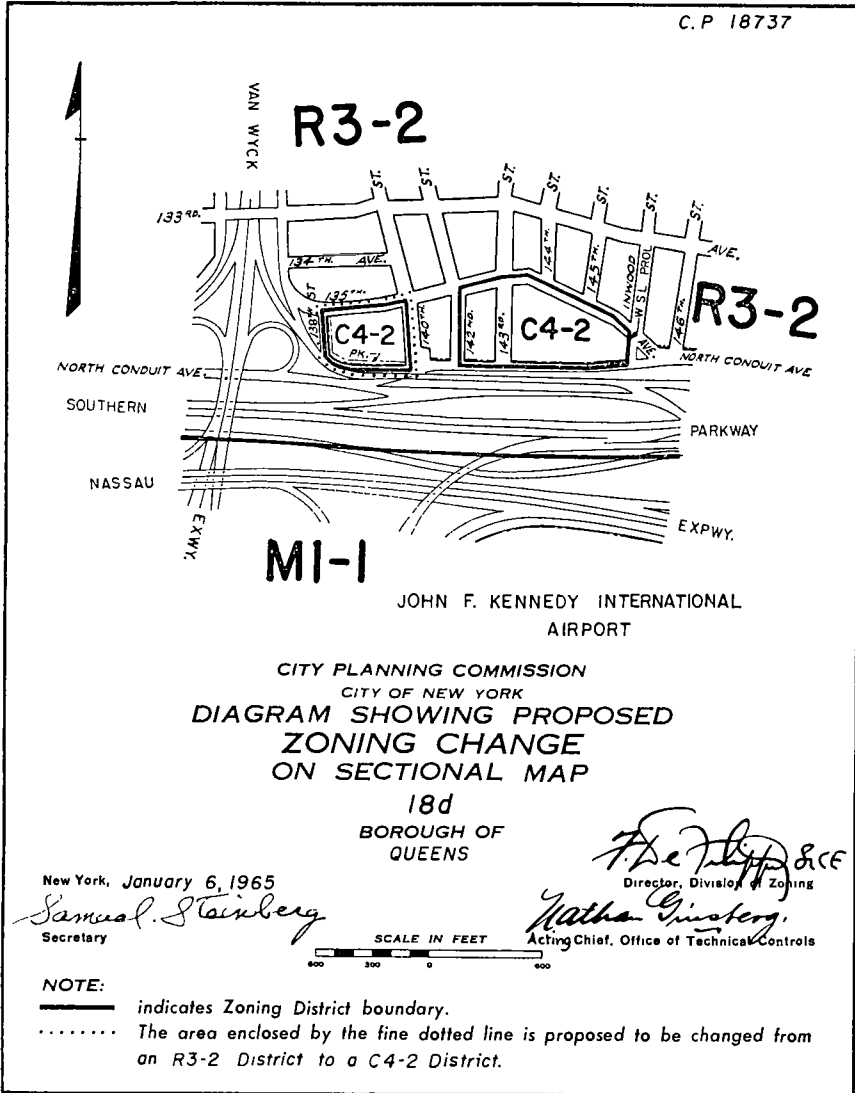 C.P 18737
VAN WYCK
R3-2
ST.
ST.
ST.
ST.
ST.
ST.
ST.
133RD.
AVE.
134TH. AVE.
135TH.
138TH ST
C4-2
PK.
140TH.
142ND.
143RD.
C4-2
144TH.
145TH.
INWOOD
W S L PROL
146TH.
AVE.
R3-2
NORTH CONDUIT AVE.
NORTH CONDUIT AVE
SOUTHERN
PARKWAY
NASSAU
EXPWY.
EXWY.
M1-1
JOHN F. KENNEDY INTERNATIONAL
AIRPORT
CITY PLANNING COMMISSION
CITY OF NEW YORK
DIAGRAM SHOWING PROPOSED
ZONING CHANGE
ON SECTIONAL MAP
18d
BOROUGH OF
QUEENS
F. De Filippi
Director, Division of Zoning
New York, January 6, 1965
Samuel. Steinberg
Secretary
Nathan Ginsberg.
Acting Chief, Office of Technical Controls
SCALE IN FEET
600 300 0 600
NOTE:
indicates Zoning District boundary.
The area enclosed by the fine dotted line is proposed to be changed from
an R3-2 District to a C4-2 District.